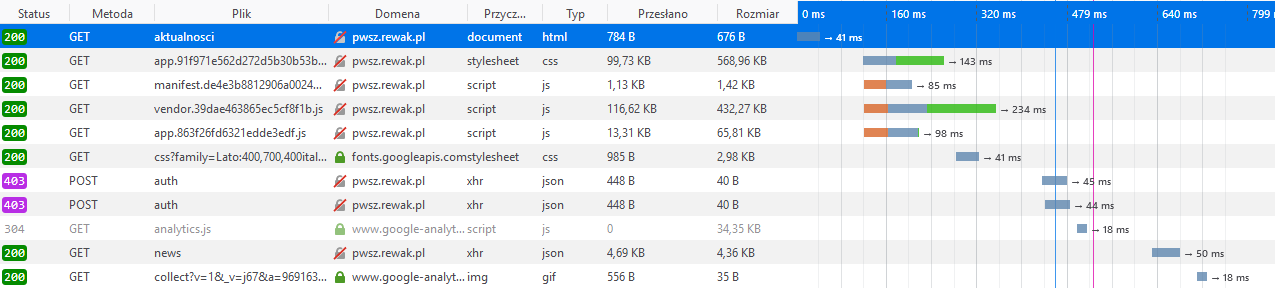 Status Metoda Plik Domena Przycz... Typ Przesłano Rozmiar 0 ms 160 ms 320 ms 479 ms 640 ms 799 m
200 GET aktualnosci pwsz.rewak.pl document html 784 B 676 B → 41 ms
200 GET app.91f971e562d272d5b30b53b... pwsz.rewak.pl stylesheet css 99,73 KB 568,96 KB → 143 ms
200 GET manifest.de4e3b8812906a0024... pwsz.rewak.pl script js 1,13 KB 1,42 KB → 85 ms
200 GET vendor.39dae463865ec5cf8f1b.js pwsz.rewak.pl script js 116,62 KB 432,27 KB → 234 ms
200 GET app.863f26fd6321edde3edf.js pwsz.rewak.pl script js 13,31 KB 65,81 KB → 98 ms
200 GET css?family=Lato:400,700,400ital... fonts.googleapis.com stylesheet css 985 B 2,98 KB → 41 ms
403 POST auth pwsz.rewak.pl xhr json 448 B 40 B → 45 ms
403 POST auth pwsz.rewak.pl xhr json 448 B 40 B → 44 ms
304 GET analytics.js www.google-analyt... script js 0 34,35 KB → 18 ms
200 GET news pwsz.rewak.pl xhr json 4,69 KB 4,36 KB → 50 ms
200 GET collect?v=1&_v=j67&a=969163... www.google-analyt... img gif 556 B 35 B → 18 ms